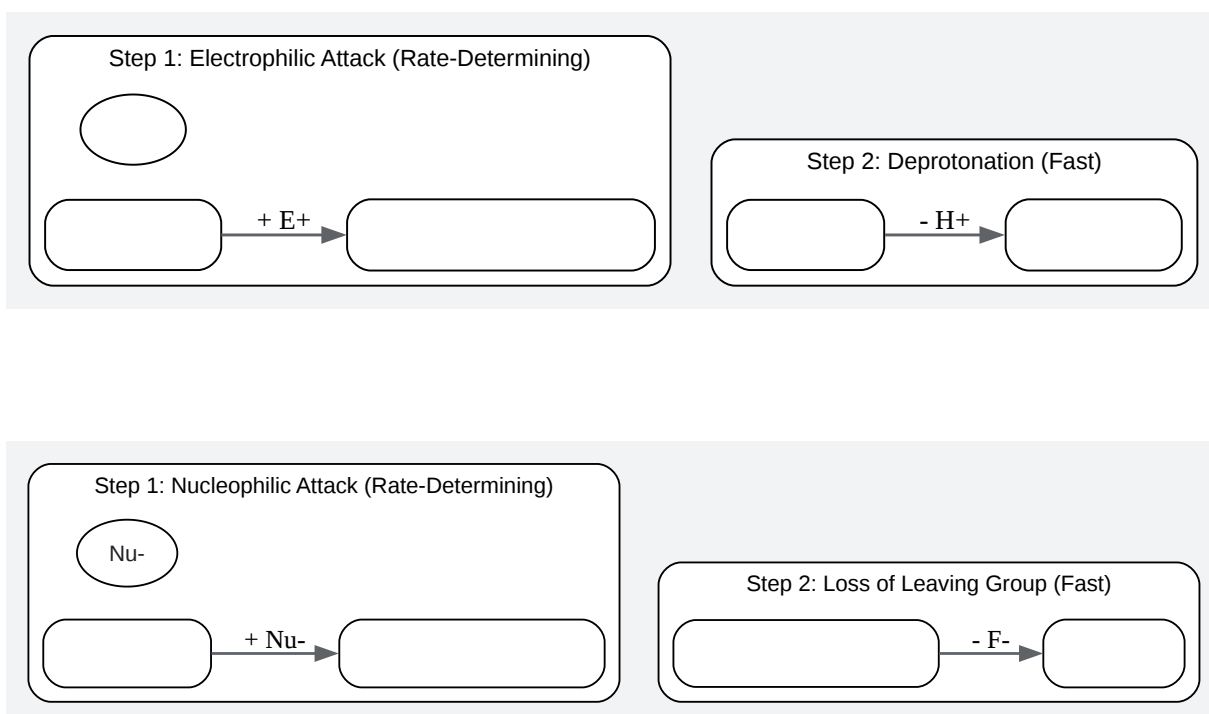 Step 1: Electrophilic Attack (Rate-Determining)
+ E+
Step 2: Deprotonation (Fast)
- H+
Step 1: Nucleophilic Attack (Rate-Determining)
Nu-
+ Nu-
Step 2: Loss of Leaving Group (Fast)
- F-